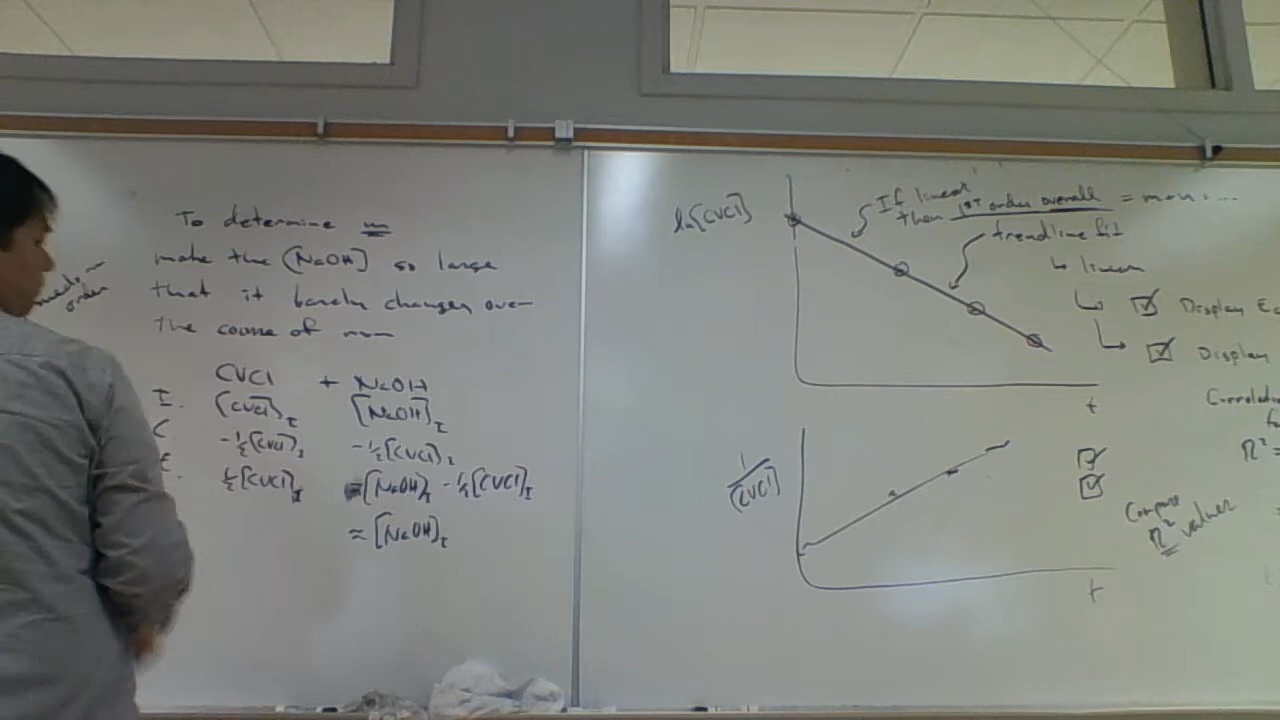 To determine m
make the [NaOH] so large
that it barely changes over
the course of rxn
order
CVCl + NaOH
I. [CVCl]I [NaOH]I
C -½[CVCl]I -½[CVCl]I
E. ½[CVCl]I [NaOH]I -½[CVCl]I
≈ [NaOH]I
ln[CVCl]
If linear
then 1ST order overall = m+n
trendline fit
↳ linear
↳ ☑ Display
↳ ☑ Display
t
R² =
1/[CVCl]
☑
☑
Compare
R² values
t